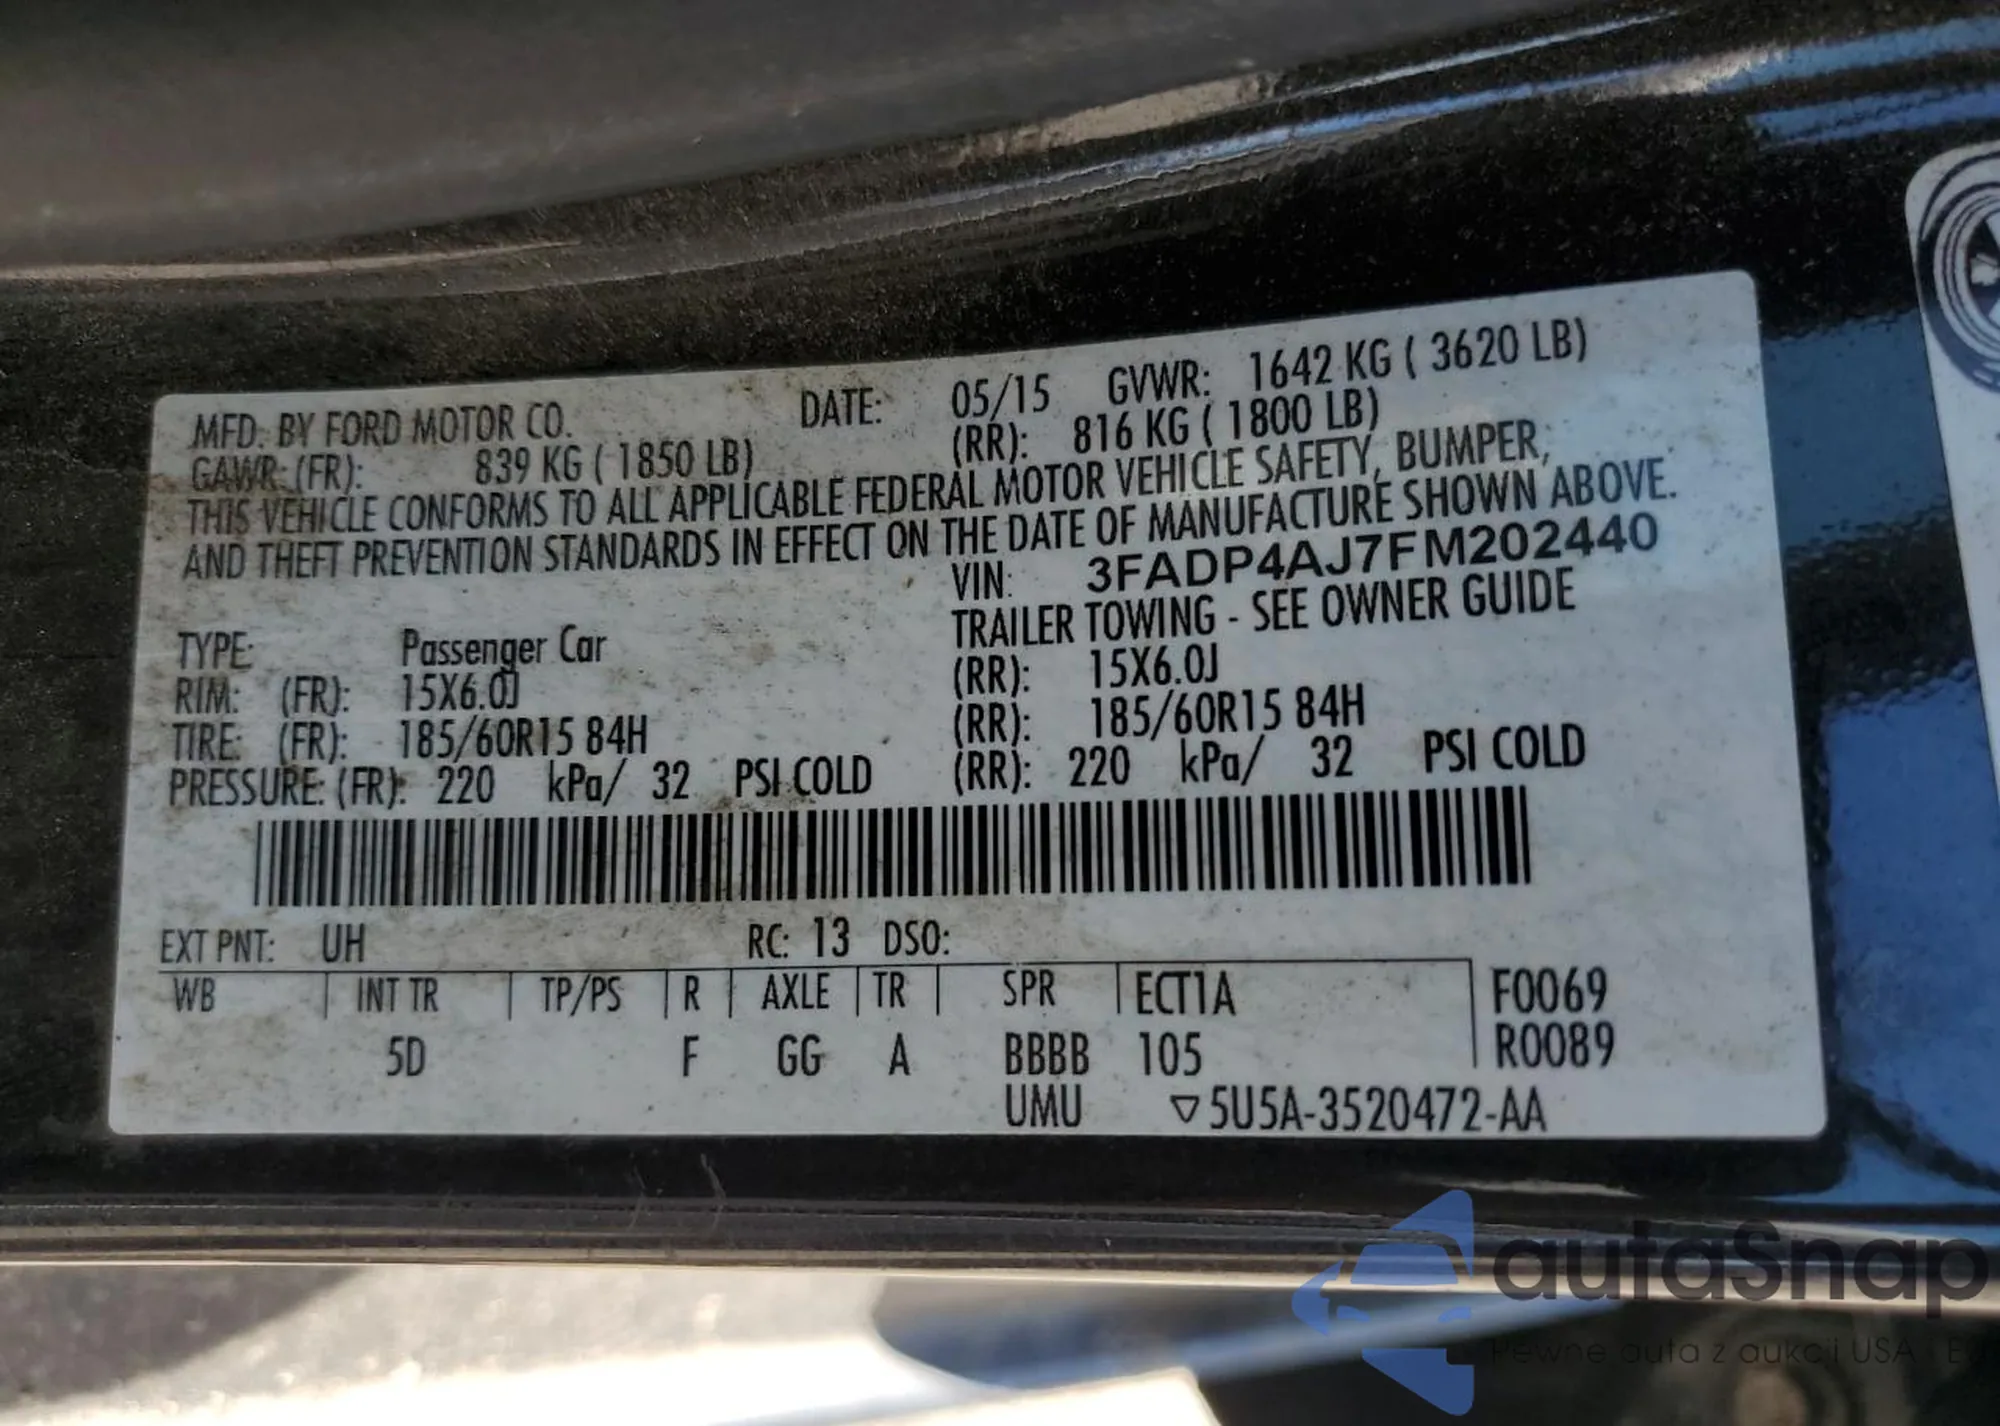 MFD. BY FORD MOTOR CO. DATE: 05/15 GVWR: 1642 KG ( 3620 LB)
GAWR: (FR): 839 KG ( 1850 LB) (RR): 816 KG ( 1800 LB)
THIS VEHICLE CONFORMS TO ALL APPLICABLE FEDERAL MOTOR VEHICLE SAFETY, BUMPER,
AND THEFT PREVENTION STANDARDS IN EFFECT ON THE DATE OF MANUFACTURE SHOWN ABOVE.
VIN: 3FADP4AJ7FM202440
TRAILER TOWING - SEE OWNER GUIDE
TYPE: Passenger Car
RIM: (FR): 15X6.0J (RR): 15X6.0J
TIRE: (FR): 185/60R15 84H (RR): 185/60R15 84H
PRESSURE: (FR): 220 kPa/ 32 PSI COLD (RR): 220 kPa/ 32 PSI COLD
EXT PNT: UH RC: 13 DSO:
WB | INT TR | TP/PS | R | AXLE | TR | SPR | ECT1A F0069
5D F GG A BBBB 105 R0089
UMU ▽5U5A-3520472-AA
autaSnap
Pewne auta z aukcji USA i